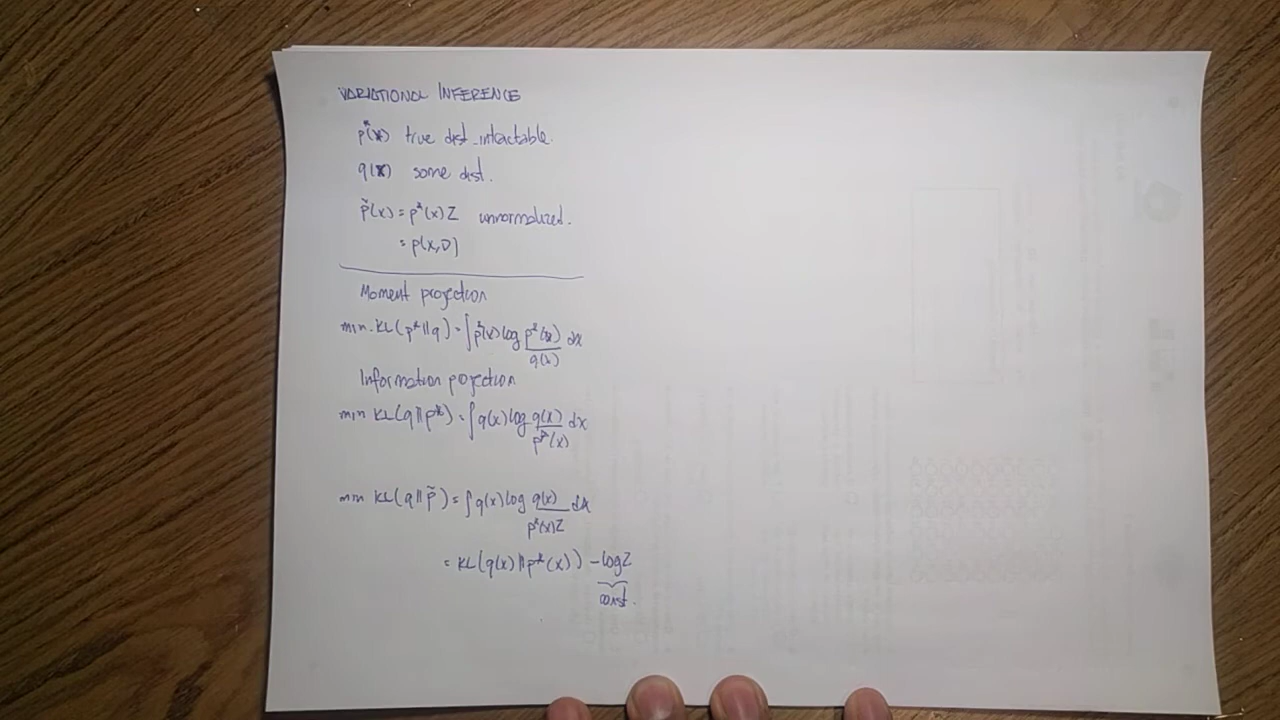 VARIATIONAL INFERENCE
p*(x) true dist. intractable.
q(x) some dist.
p̃(x) = p*(x) Z unnormalized.
= p(x,D)
Moment projection
min. KL(p*||q) = ∫ p*(x) log p*(x)/q(x) dx
Information projection
min KL(q||p*) = ∫ q(x) log q(x)/p*(x) dx
min KL(q||p̃) = ∫ q(x) log q(x)/p*(x)Z dx
= KL(q(x)||p*(x)) - log Z
const.